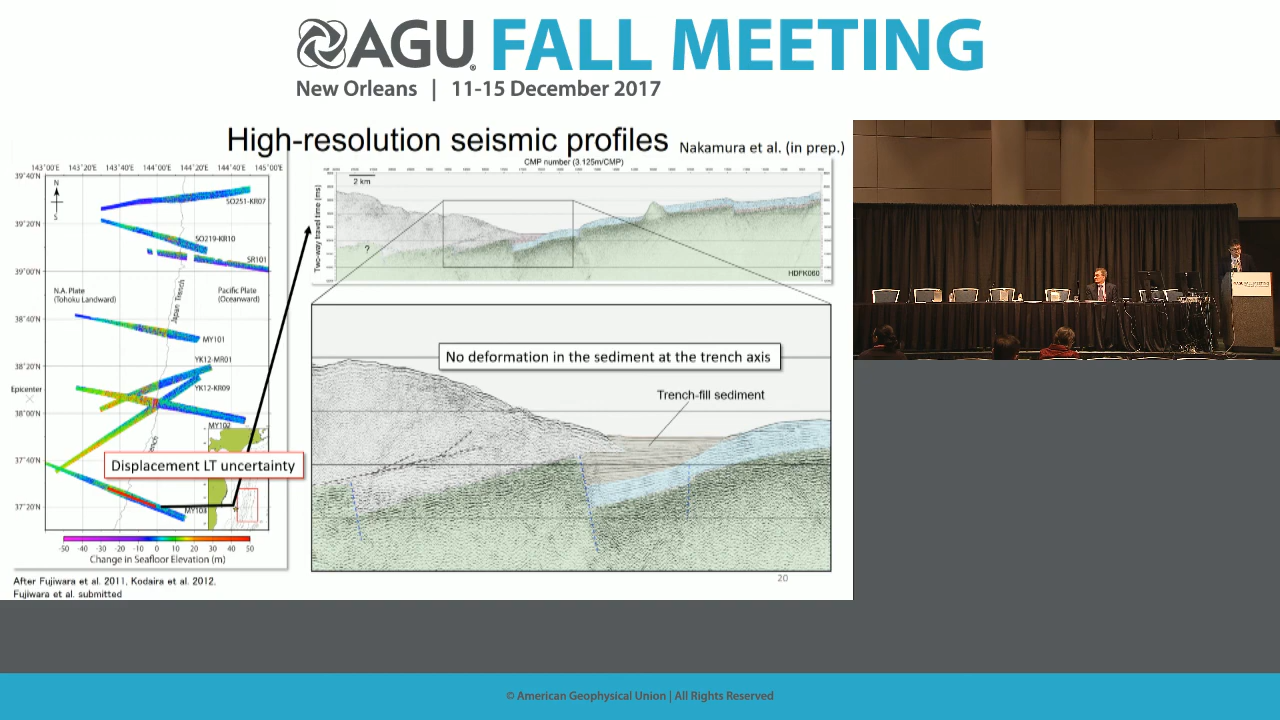 AGU FALL MEETING
New Orleans | 11-15 December 2017
High-resolution seismic profiles
Nakamura et al. (in prep.)
143°00'E 143°20'E 143°40'E 144°00'E 144°20'E 144°40'E 145°00'E
39°40'N
39°20'N
39°00'N
38°40'N
38°20'N
38°00'N
37°40'N
37°20'N
N
S
SO251-KR07
SO219-KR10
SR101
N.A. Plate
(Tohoku Landward)
Japan Trench
Pacific Plate
(Oceanward)
MY101
YK12-MR01
YK12-KR09
Epicenter
MY102
Displacement LT uncertainty
MY103
-50 -40 -30 -20 -10 0 10 20 30 40 50
Change in Seafloor Elevation (m)
After Fujiwara et al. 2011, Kodaira et al. 2012,
Fujiwara et al. submitted
CMP number (3.125m/CMP)
2 km
Two-way travel time (ms)
?
HDFK060
No deformation in the sediment at the trench axis
Trench-fill sediment
20
AGU FALL MEETING
© American Geophysical Union | All Rights Reserved